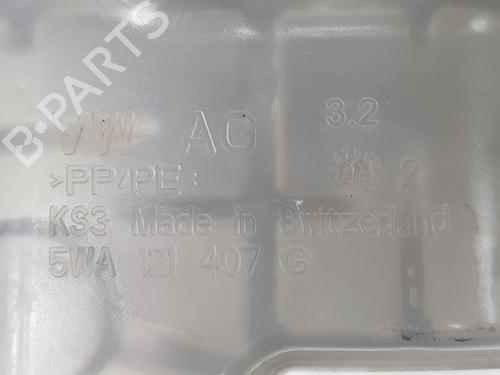 B-PARTS
VW AG 3.2
>PP/PE< 2
KS3 Made in Switzerland
5WA 121 407 G